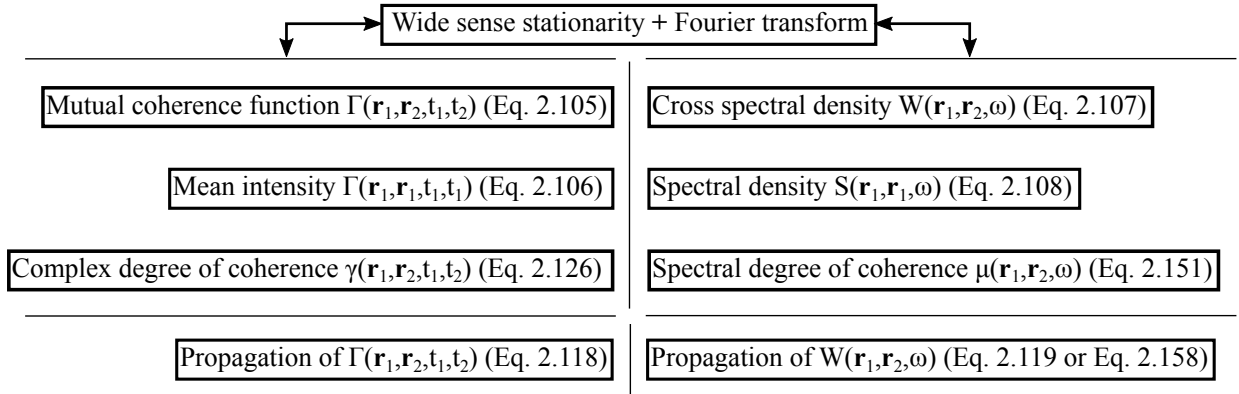 Wide sense stationarity + Fourier transform
Mutual coherence function Γ(r₁,r₂,t₁,t₂) (Eq. 2.105)
Cross spectral density W(r₁,r₂,ω) (Eq. 2.107)
Mean intensity Γ(r₁,r₁,t₁,t₁) (Eq. 2.106)
Spectral density S(r₁,r₁,ω) (Eq. 2.108)
Complex degree of coherence γ(r₁,r₂,t₁,t₂) (Eq. 2.126)
Spectral degree of coherence μ(r₁,r₂,ω) (Eq. 2.151)
Propagation of Γ(r₁,r₂,t₁,t₂) (Eq. 2.118)
Propagation of W(r₁,r₂,ω) (Eq. 2.119 or Eq. 2.158)